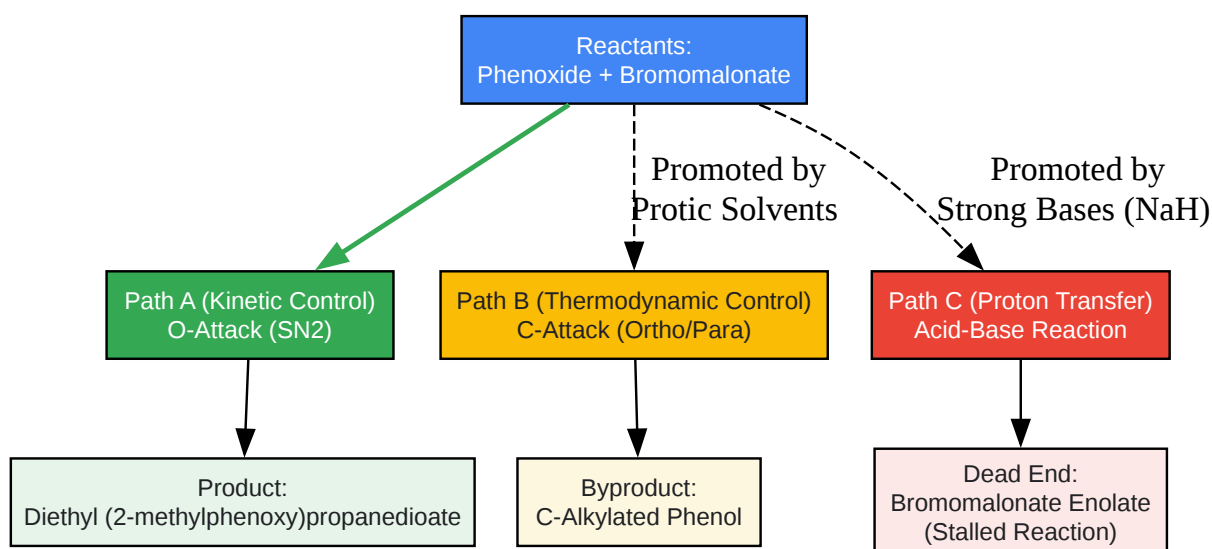 Reactants:
Phenoxide + Bromomalonate
Promoted by
Protic Solvents
Promoted by
Strong Bases (NaH)
Path A (Kinetic Control)
O-Attack (SN2)
Path B (Thermodynamic Control)
C-Attack (Ortho/Para)
Path C (Proton Transfer)
Acid-Base Reaction
Product:
Diethyl (2-methylphenoxy)propanedioate
Byproduct:
C-Alkylated Phenol
Dead End:
Bromomalonate Enolate
(Stalled Reaction)